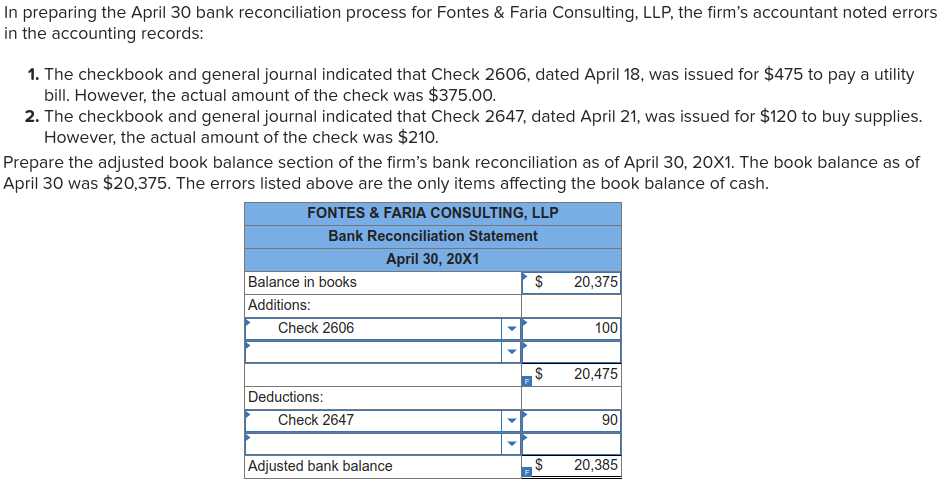 In preparing the April 30 bank reconciliation process for Fontes & Faria Consulting, LLP, the firm's accountant noted errors
in the accounting records:
1. The checkbook and general journal indicated that Check 2606, dated April 18, was issued for $475 to pay a utility
bill. However, the actual amount of the check was $375.00.
2. The checkbook and general journal indicated that Check 2647, dated April 21, was issued for $120 to buy supplies.
However, the actual amount of the check was $210.
Prepare the adjusted book balance section of the firm's bank reconciliation as of April 30, 20X1. The book balance as of
April 30 was $20,375. The errors listed above are the only items affecting the book balance of cash.
FONTES & FARIA CONSULTING, LLP
Bank Reconciliation Statement
April 30, 20X1
Balance in books $ 20,375
Additions:
Check 2606 100
F $ 20,475
Deductions:
Check 2647 90
Adjusted bank balance F $ 20,385